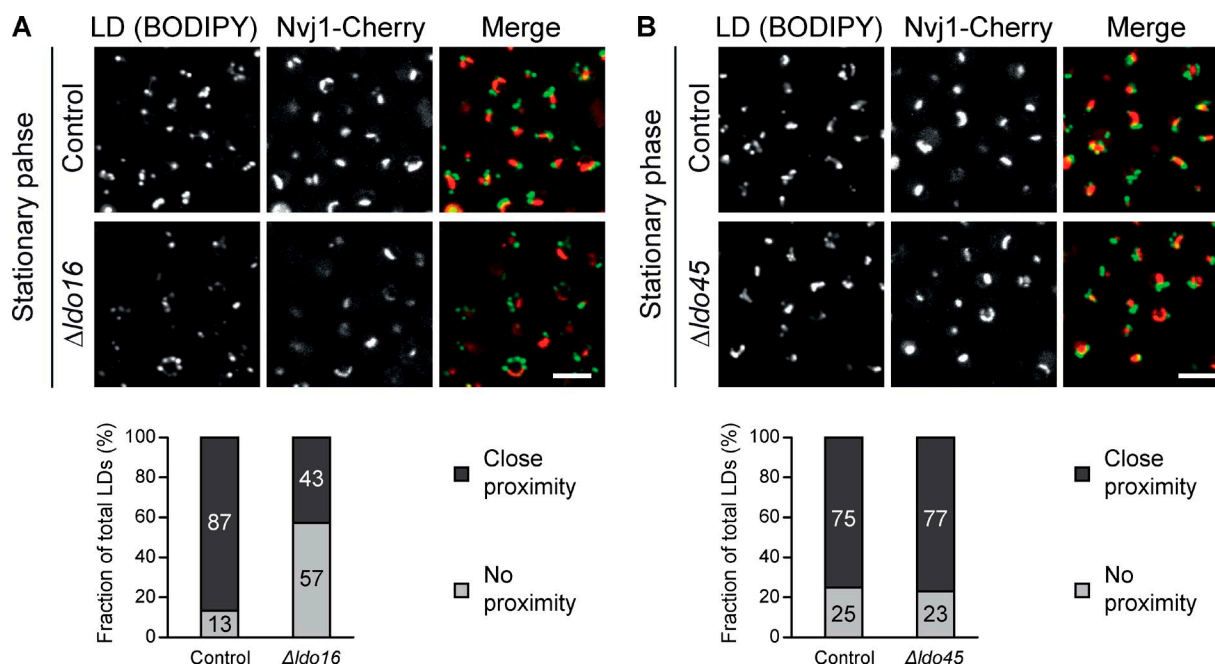 A
LD (BODIPY) Nvj1-Cherry Merge
Stationary pahse
Control
Δldo16
Fraction of total LDs (%)
100
80
60
40
20
0
87
13
43
57
Control Δldo16
Close
proximity
No
proximity
B
LD (BODIPY) Nvj1-Cherry Merge
Stationary phase
Control
Δldo45
Fraction of total LDs (%)
100
80
60
40
20
0
75
25
77
23
Control Δldo45
Close
proximity
No
proximity